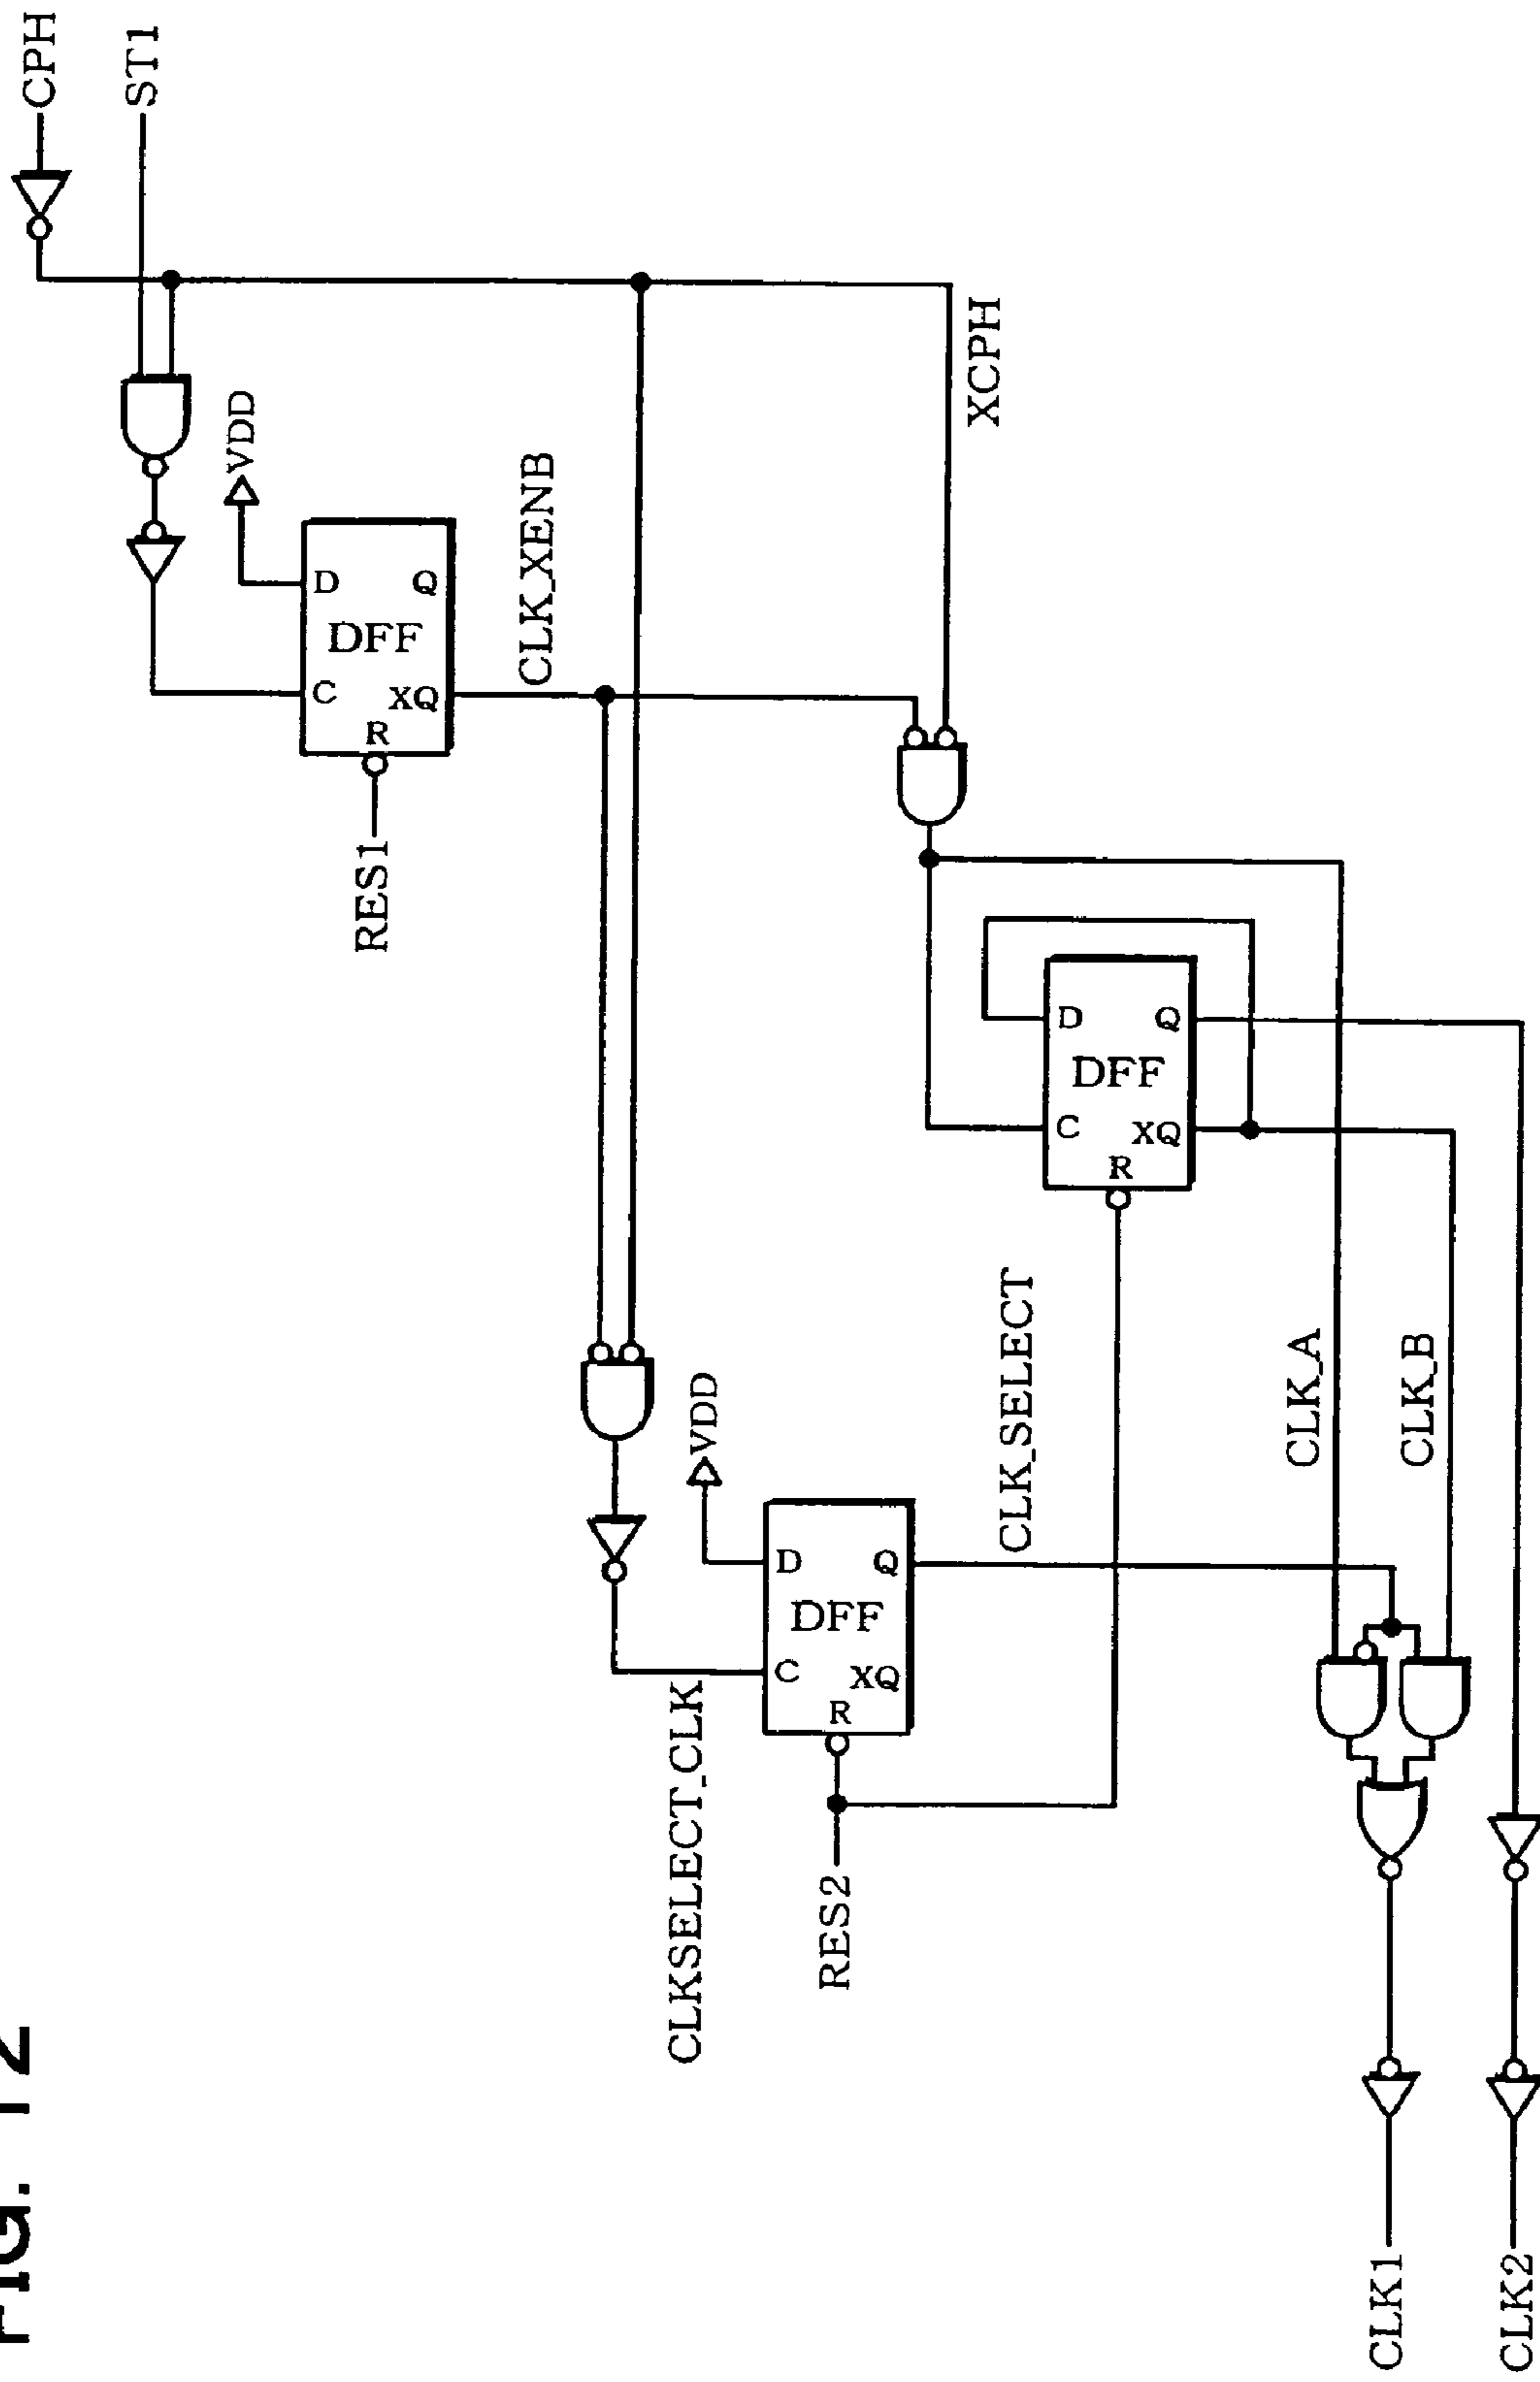 FIG. 12
CPH
ST1
VDD
D
Q
DFF
C
XQ
R
RES1
CLK_XENB
XCPH
D
Q
DFF
C
XQ
R
VDD
D
Q
DFF
C
XQ
R
CLKSELECT_CLK
RES2
CLK_SELECT
CLK_A
CLK_B
CLK1
CLK2